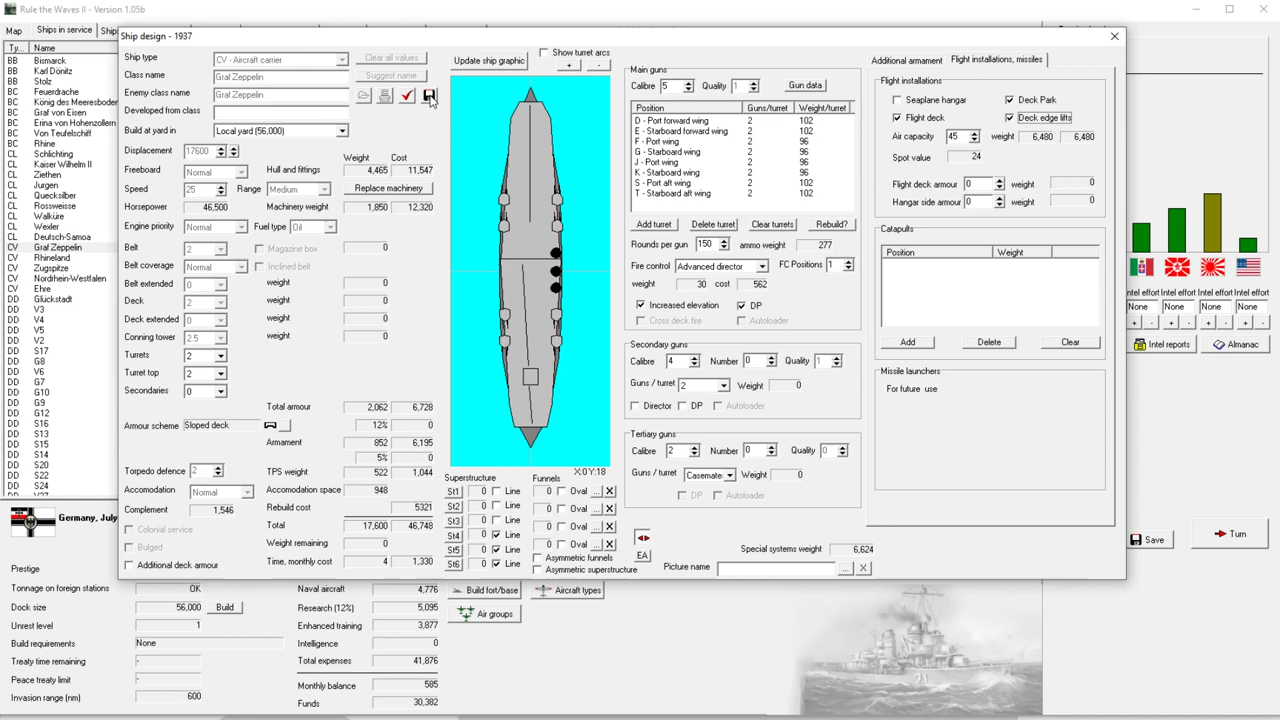 Rule the Waves II - Version 1.05b
Map Ships in service Ships
Ty... Name
BB Bismarck
BB Karl Dönitz
BB Stolz
BC Feuerdrache
BC König des Meeresboden
BC Graf von Eisen
BC Erina von Hohenzollern
BC Von Teufelschiff
BC Rhine
CL Schlichting
CL Kaiser Wilhelm II
CL Ziethen
CL Jurgen
CL Quecksilber
CL Rossweisse
CL Walküre
CL Wexler
CL Deutsch-Samoa
CV Graf Zeppelin
CV Rhineland
CV Zugspitze
CV Nordrhein-Westfalen
CV Ehre
DD Glückstadt
DD V3
DD V4
DD V5
DD V2
DD S17
DD G8
DD V6
DD G7
DD G10
DD G9
DD G12
DD S16
DD S13
DD S15
DD S14
DD S20
DD G5
DD S22
DD S24
DD V27
Ship design - 1937
Ship type CV - Aircraft carrier Clear all values
Class name Graf Zeppelin Suggest name
Enemy class name Graf Zeppelin
Developed from class
Build at yard in Local yard (56,000)
Displacement 17600
Freeboard Normal
Speed 25 Range Medium
Horsepower 46,500
Engine priority Normal Fuel type Oil
Belt 2 Magazine box
Belt coverage Normal Inclined belt
Belt extended 0 weight 0
Deck 2 weight 0
Deck extended 0 weight 0
Conning tower 2.5 weight 0
Turrets 2
Turret top 2
Secondaries 0
Weight Cost
Hull and fittings 4,465 11,547
Replace machinery
Machinery weight 1,850 12,320
0
Total armour 2,062 6,728
Armour scheme Sloped deck 12% 0
Armament 852 6,195
5% 0
Torpedo defence 2 TPS weight 522 1,044
Accomodation Normal Accomodation space 948
Complement 1,546 Rebuild cost 5321
Colonial service Total 17,600 46,748
Bulged Weight remaining 0
Additional deck armour Time, monthly cost 4 1,330
Update ship graphic Show turret arcs
+ -
X:0 Y:18
Superstructure Funnels
St1 0 Line 0 Oval ... X
St2 0 Line 0 Oval ... X
St3 0 Line
St4 0 Line 0 Oval ... X
St5 0 Line 0 Oval ... X
St6 0 Line
Asymmetric funnels
Asymmetric superstructure
Main guns
Calibre 5 Quality 1 Gun data
Position Guns/turret Weight/turret
D - Port forward wing 2 102
E - Starboard forward wing 2 102
F - Port wing 2 96
G - Starboard wing 2 96
J - Port wing 2 96
K - Starboard wing 2 96
S - Port aft wing 2 102
T - Starboard aft wing 2 102
Add turret Delete turret Clear turrets Rebuild?
Rounds per gun 150 ammo weight 277
Fire control Advanced director FC Positions 1
weight 30 cost 562
Increased elevation DP
Cross deck fire Autoloader
Secondary guns
Calibre 4 Number 0 Quality 1
Guns / turret 2 Weight 0
Director DP Autoloader
Tertiary guns
Calibre 2 Number 0 Quality 0
Guns / turret Casemate Weight 0
DP Autoloader
EA
Special systems weight 6,624
Picture name ... X
Additional armament Flight installations, missiles
Flight installations
Seaplane hangar Deck Park
Flight deck Deck edge lifts
Air capacity 45 weight 6,480 6,480
Spot value 24
Flight deck armour 0 weight 0
Hangar side armour 0 weight 0
Catapults
Position Weight
Add Delete Clear
Missile launchers
For future use
Intel effort Intel effort Intel effort Intel effort
None None None None
+ - + - + - + -
Intel reports Almanac
Save Turn
Germany, July
Prestige
Tonnage on foreign stations OK
Dock size 56,000 Build
Unrest level 1
Build requirements None
Treaty time remaining -
Peace treaty limit -
Invasion range (nm) 600
Naval aircraft 4,776
Research (12%) 5,095
Enhanced training 3,877
Intelligence 0
Total expenses 41,876
Monthly balance 585
Funds 30,382
Build fort/base Aircraft types
Air groups